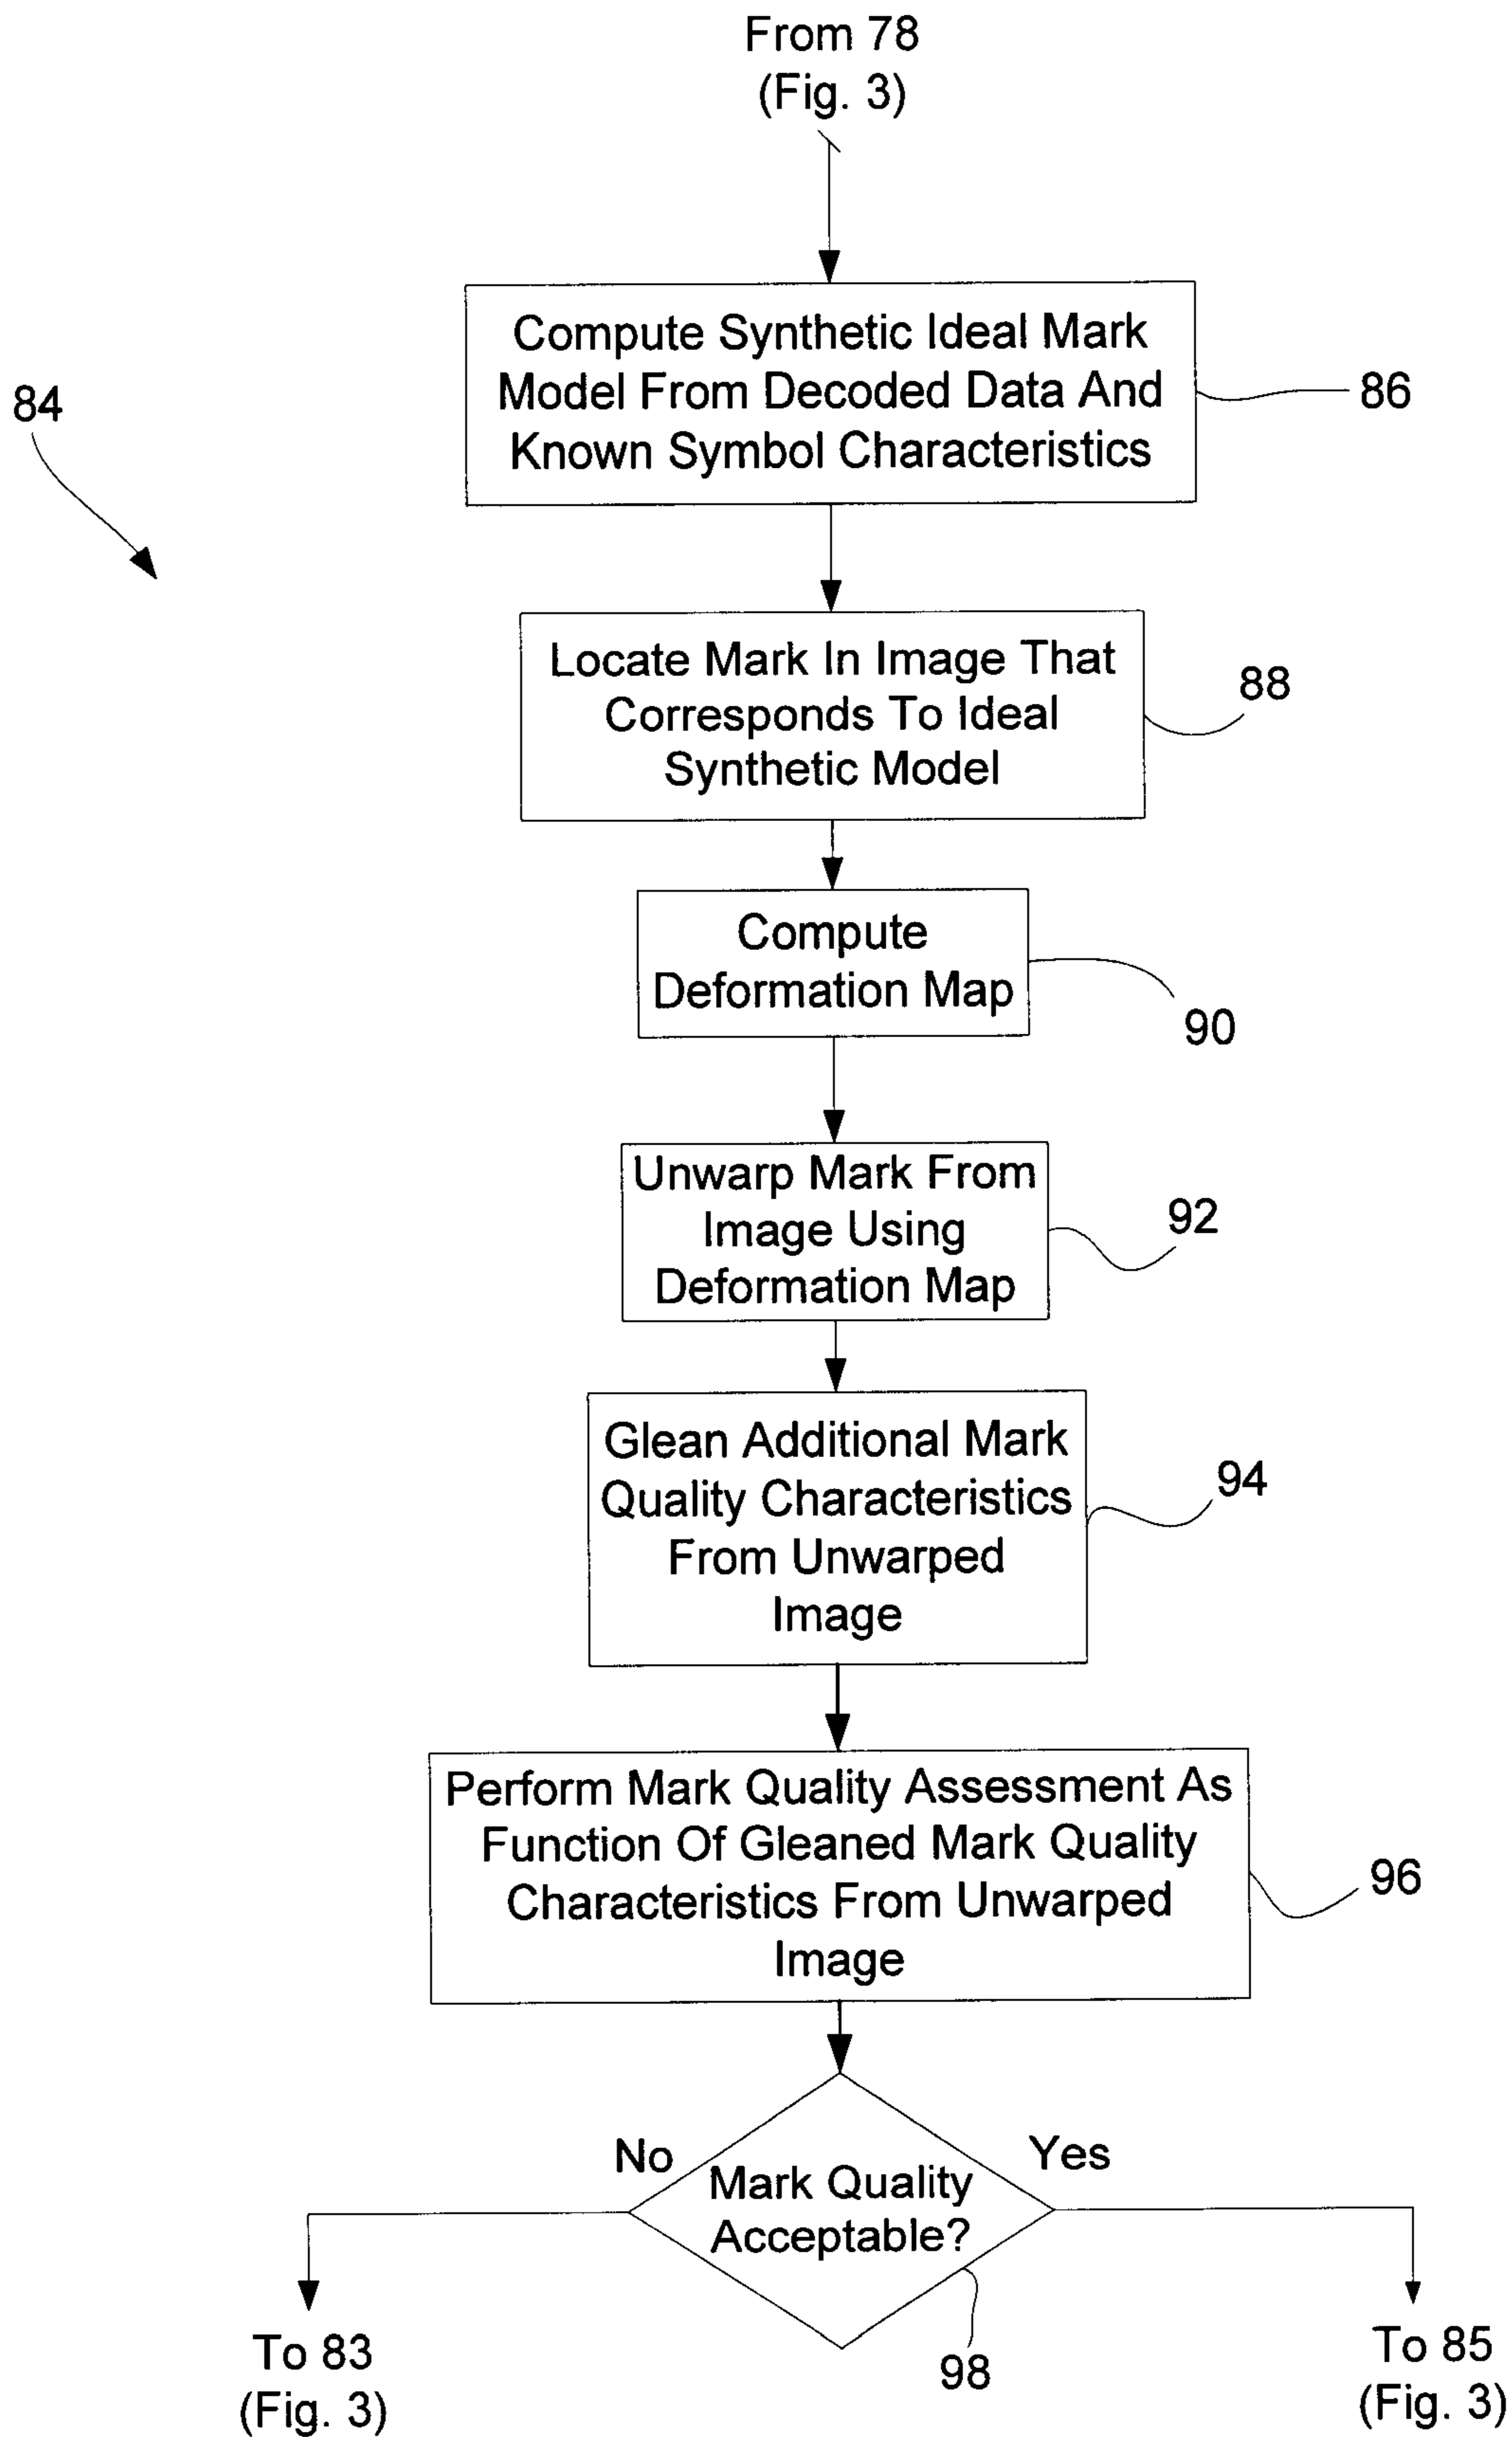 From 78
(Fig. 3)
84
Compute Synthetic Ideal Mark
Model From Decoded Data And
Known Symbol Characteristics
86
Locate Mark In Image That
Corresponds To Ideal
Synthetic Model
88
Compute
Deformation Map
90
Unwarp Mark From
Image Using
Deformation Map
92
Glean Additional Mark
Quality Characteristics
From Unwarped
Image
94
Perform Mark Quality Assessment As
Function Of Gleaned Mark Quality
Characteristics From Unwarped
Image
96
No
Yes
Mark Quality
Acceptable?
98
To 83
(Fig. 3)
To 85
(Fig. 3)